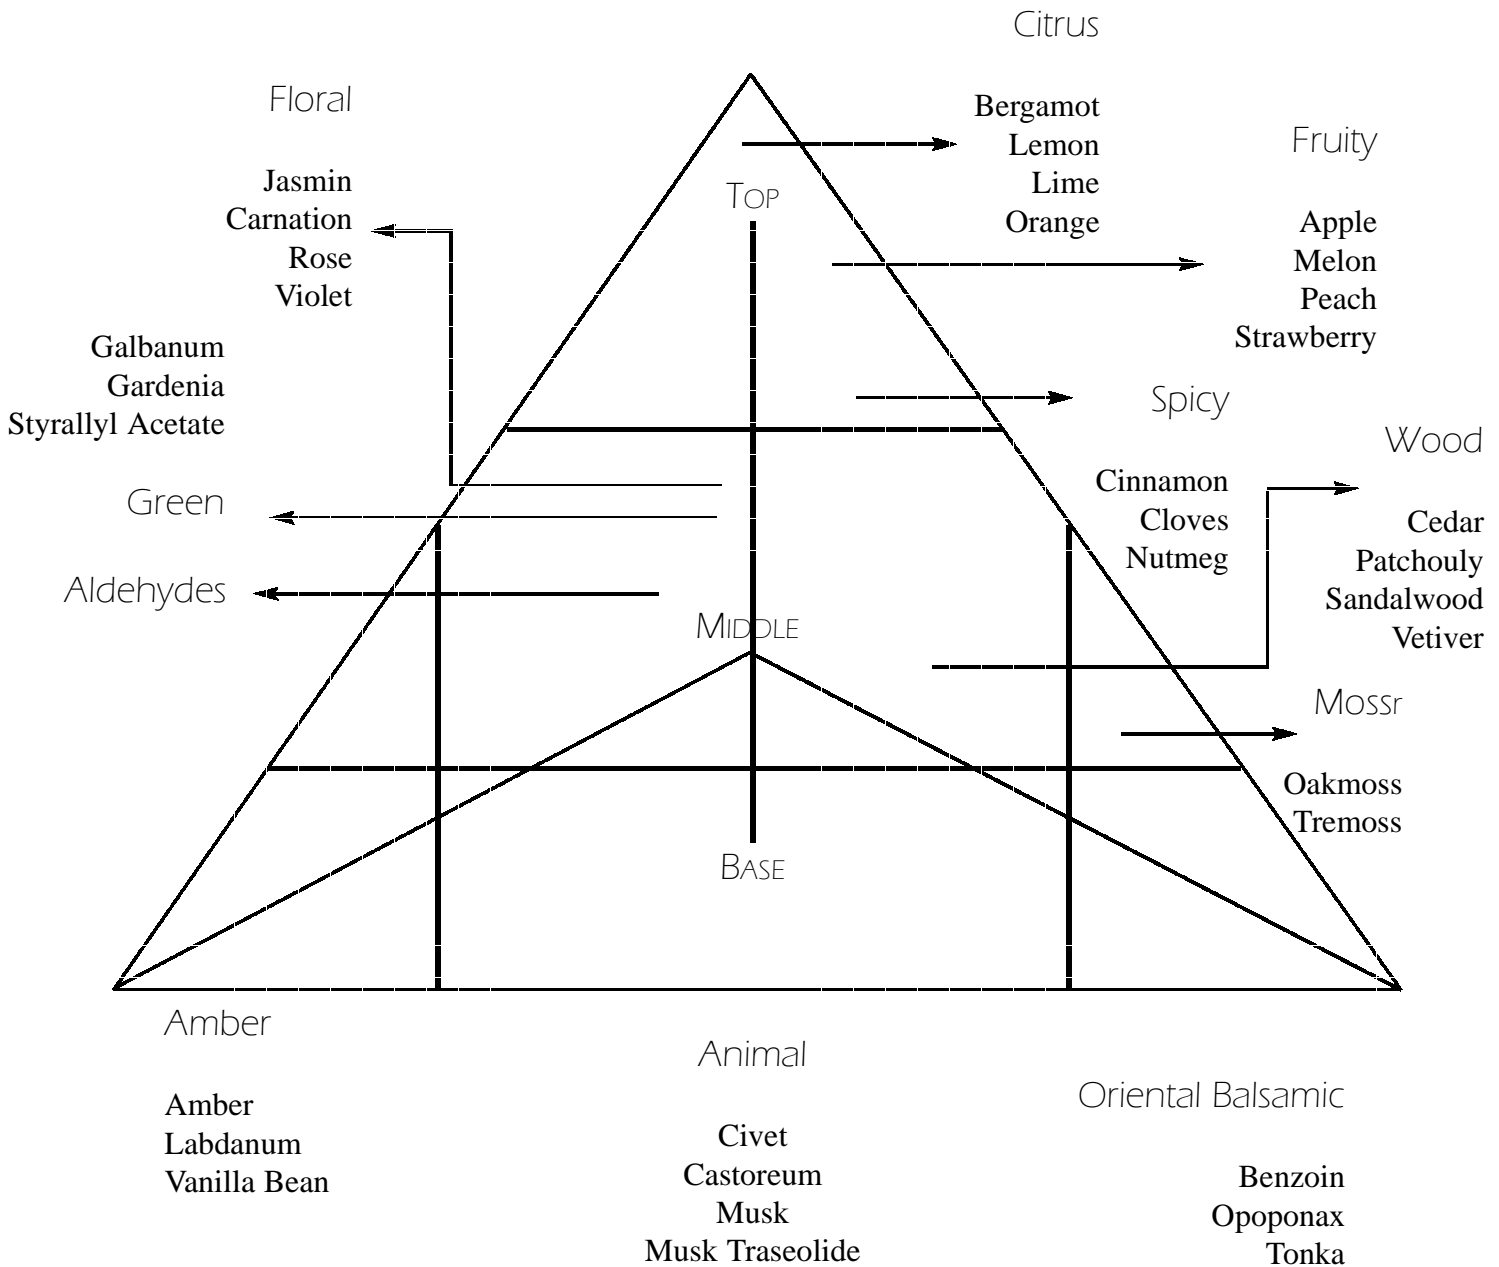 Citrus
Bergamot
Lemon
Lime
Orange
Floral
Jasmin
Carnation
Rose
Violet
Fruity
Apple
Melon
Peach
Strawberry
TOP
Galbanum
Gardenia
Styrallyl Acetate
Green
Aldehydes
Spicy
Cinnamon
Cloves
Nutmeg
Wood
Cedar
Patchouly
Sandalwood
Vetiver
MIDDLE
Mossr
Oakmoss
Tremoss
BASE
Amber
Amber
Labdanum
Vanilla Bean
Animal
Civet
Castoreum
Musk
Musk Traseolide
Oriental Balsamic
Benzoin
Opoponax
Tonka